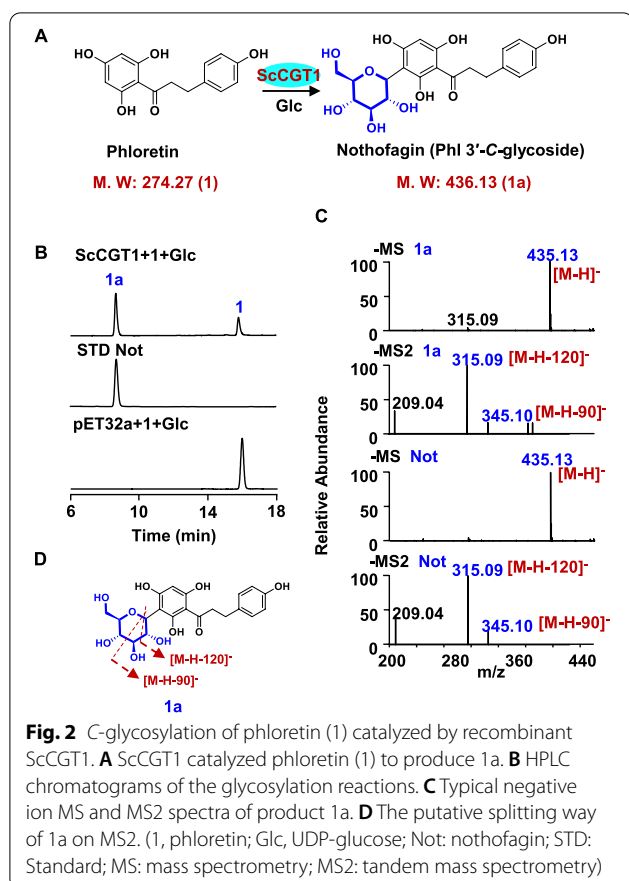 A
HO OH OH OH O
ScCGT1
Glc
HO HO O HO OH OH HO OH OH O OH
Phloretin
Nothofagin (Phl 3′-C-glycoside)
M. W: 274.27 (1)
M. W: 436.13 (1a)
B
ScCGT1+1+Glc
1a
1
STD Not
pET32a+1+Glc
6 10 14 18
Time (min)
C
Relative Abundance
-MS 1a
435.13
[M-H]-
100
50
0
315.09
-MS2 1a
315.09 [M-H-120]-
100
50
0
209.04
345.10 [M-H-90]-
-MS Not
435.13
[M-H]-
100
50
0
-MS2 Not
315.09 [M-H-120]-
100
50
0
209.04
345.10 [M-H-90]-
200 280 360 440
m/z
D
HO HO O HO OH OH HO OH OH O OH
[M-H-120]-
[M-H-90]-
1a
Fig. 2 C-glycosylation of phloretin (1) catalyzed by recombinant
ScCGT1. A ScCGT1 catalyzed phloretin (1) to produce 1a. B HPLC
chromatograms of the glycosylation reactions. C Typical negative
ion MS and MS2 spectra of product 1a. D The putative splitting way
of 1a on MS2. (1, phloretin; Glc, UDP-glucose; Not: nothofagin; STD:
Standard; MS: mass spectrometry; MS2: tandem mass spectrometry)